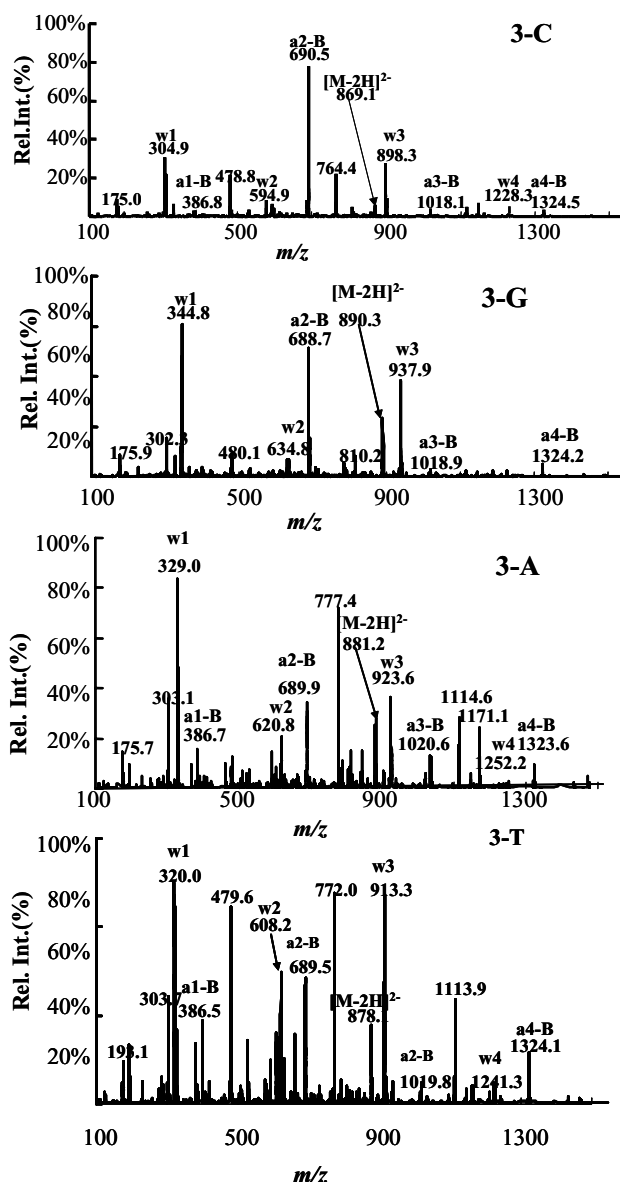 100%
3-C
a2-B
690.5
80%
[M-2H]2-
869.1
60%
Rel.Int.(%)
40%
w1
304.9
w3
898.3
20%
175.0
a1-B
386.8
478.8
w2
594.9
764.4
a3-B
1018.1
w4
1228.3
a4-B
1324.5
100 500 900 1300
m/z
100%
3-G
[M-2H]2-
890.3
w1
344.8
80%
a2-B
688.7
60%
w3
937.9
Rel. Int.(%)
40%
20%
175.9
302.3
480.1
w2
634.8
810.2
a3-B
1018.9
a4-B
1324.2
100 500 900 1300
m/z
100%
w1
329.0
3-A
80%
777.4
[M-2H]2-
881.2
60%
Rel. Int.(%)
40%
303.1
a2-B
689.9
w3
923.6
1114.6
1171.1
20%
175.7
a1-B
386.7
w2
620.8
a3-B
1020.6
w4
1252.2
a4-B
1323.6
100 500 900 1300
m/z
100%
3-T
w1
320.0
80%
479.6
w2
608.2
772.0
w3
913.3
60%
Rel. Int.(%)
a2-B
689.5
40%
303.7
a1-B
386.5
[M-2H]2-
878.1
1113.9
20%
193.1
a2-B
1019.8
w4
1241.3
a4-B
1324.1
100 500 900 1300
m/z